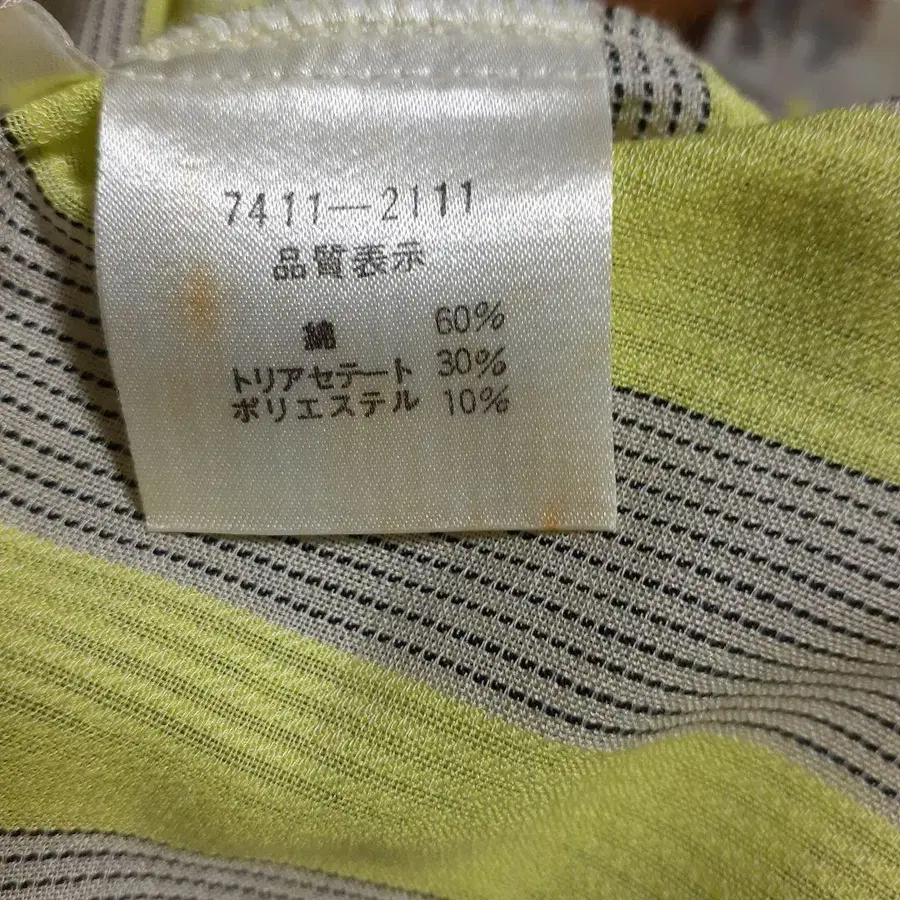 7411—2111
品質表示
綿 60%
トリアセテート 30%
ポリエステル 10%